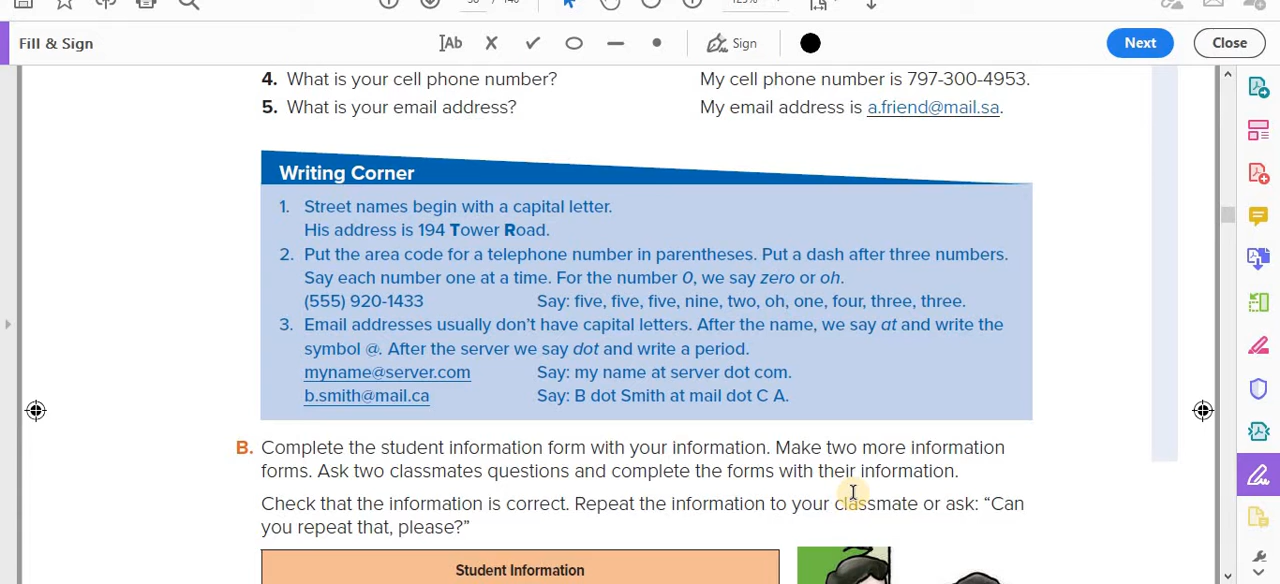 Fill & Sign
Ab
Sign
Next
Close
4. What is your cell phone number? My cell phone number is 797-300-4953.
5. What is your email address? My email address is a.friend@mail.sa.
Writing Corner
1. Street names begin with a capital letter.
His address is 194 Tower Road.
2. Put the area code for a telephone number in parentheses. Put a dash after three numbers.
Say each number one at a time. For the number 0, we say zero or oh.
(555) 920-1433 Say: five, five, five, nine, two, oh, one, four, three, three.
3. Email addresses usually don’t have capital letters. After the name, we say at and write the
symbol @. After the server we say dot and write a period.
myname@server.com Say: my name at server dot com.
b.smith@mail.ca Say: B dot Smith at mail dot C A.
B. Complete the student information form with your information. Make two more information
forms. Ask two classmates questions and complete the forms with their information.
Check that the information is correct. Repeat the information to your classmate or ask: “Can
you repeat that, please?”
Student Information